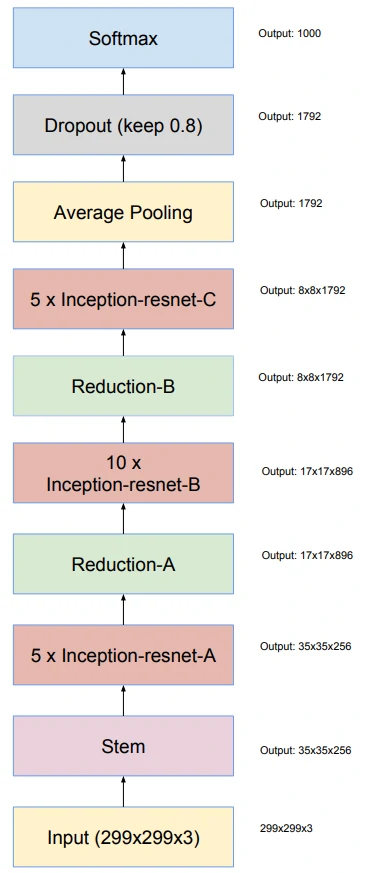 Softmax
Output: 1000
Dropout (keep 0.8)
Output: 1792
Average Pooling
Output: 1792
5 x Inception-resnet-C
Output: 8x8x1792
Reduction-B
Output: 8x8x1792
10 x
Inception-resnet-B
Output: 17x17x896
Reduction-A
Output: 17x17x896
5 x Inception-resnet-A
Output: 35x35x256
Stem
Output: 35x35x256
Input (299x299x3)
299x299x3